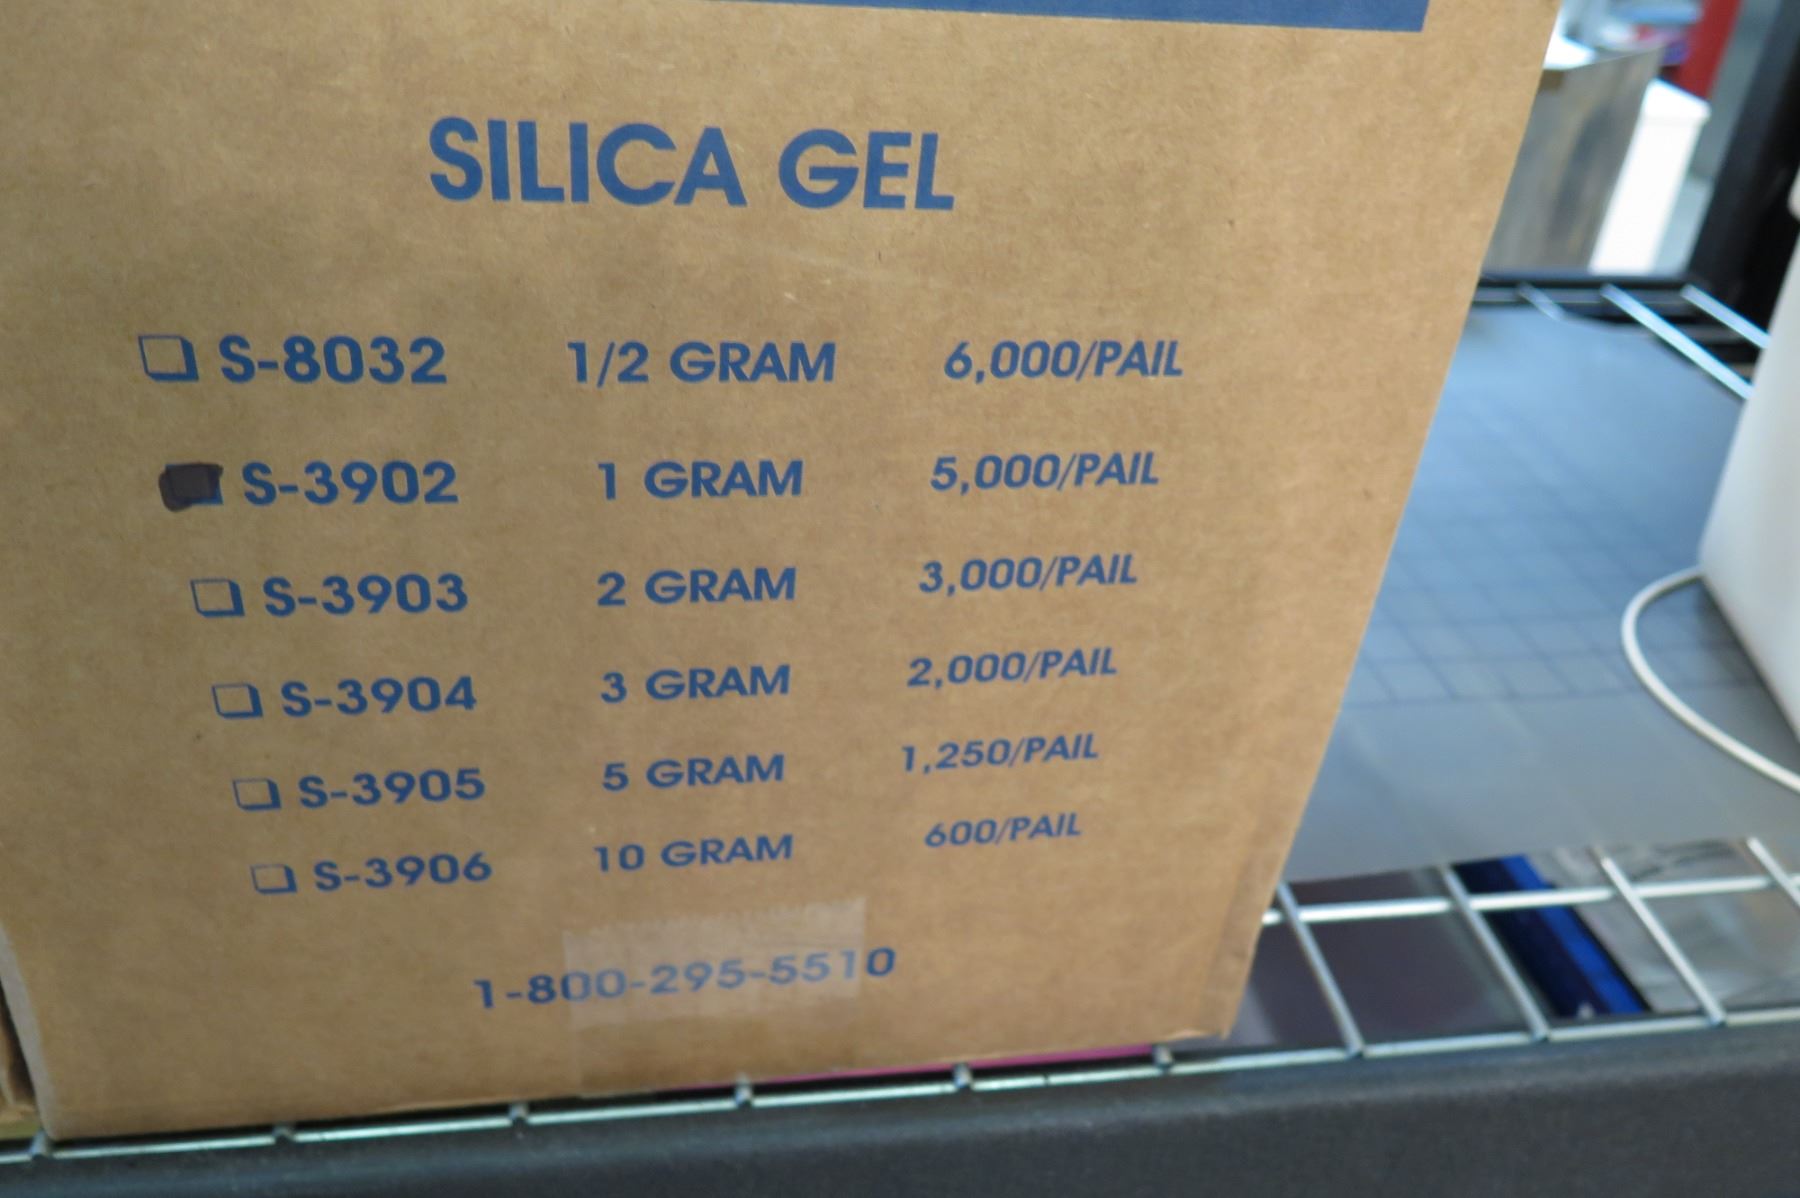 SILICA GEL
S-8032 1/2 GRAM 6,000/PAIL
S-3902 1 GRAM 5,000/PAIL
S-3903 2 GRAM 3,000/PAIL
S-3904 3 GRAM 2,000/PAIL
S-3905 5 GRAM 1,250/PAIL
S-3906 10 GRAM 600/PAIL
1-800-295-5510